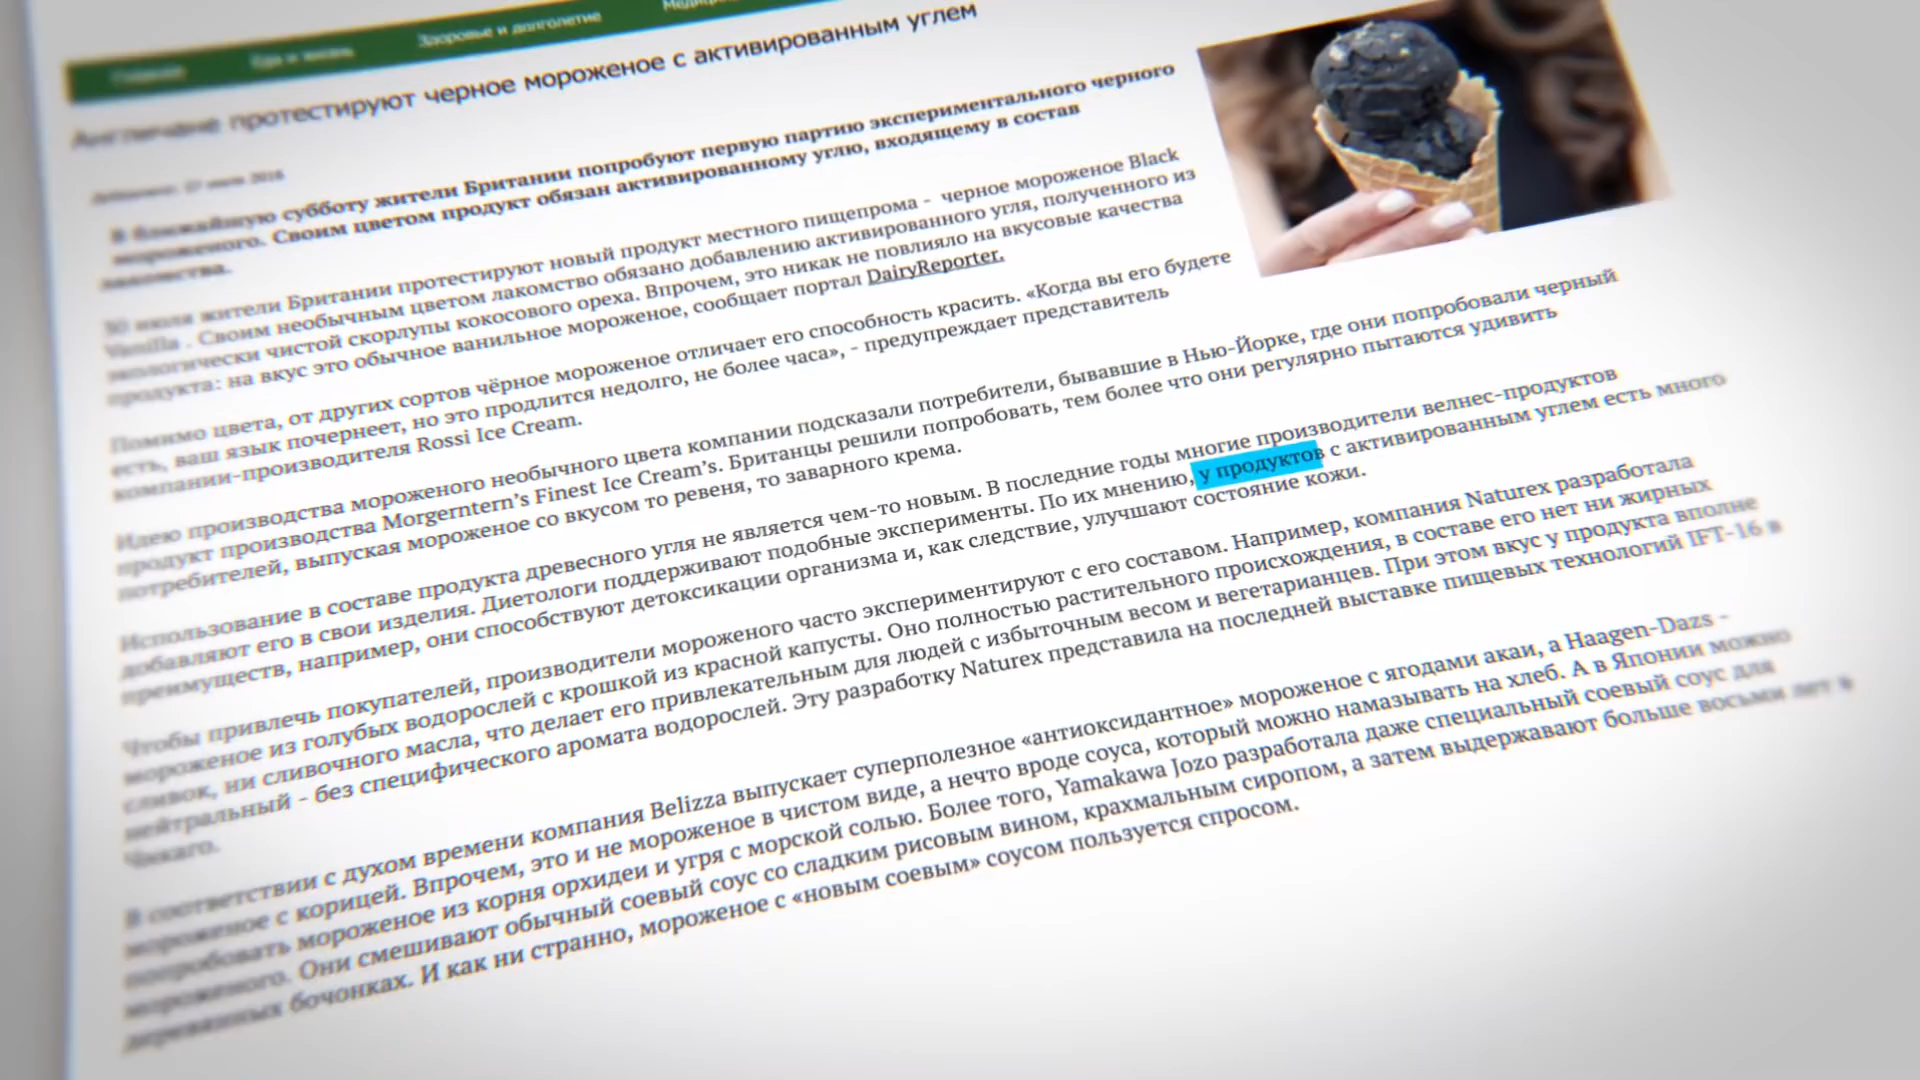 Главная Еда и жизнь Здоровье и долголетие
Англичане протестируют черное мороженое с активированным углем
Добавлено: 27 июля 2016
В ближайшую субботу жители Британии попробуют первую партию экспериментального черного
мороженого. Своим цветом продукт обязан активированному углю, входящему в состав
лакомства.
30 июля жители Британии протестируют новый продукт местного пищепрома - черное мороженое Black
Vanilla . Своим необычным цветом лакомство обязано добавлению активированного угля, полученного из
экологически чистой скорлупы кокосового ореха. Впрочем, это никак не повлияло на вкусовые качества
продукта: на вкус это обычное ванильное мороженое, сообщает портал DairyReporter.
Помимо цвета, от других сортов чёрное мороженое отличает его способность красить. «Когда вы его будете
есть, ваш язык почернеет, но это продлится недолго, не более часа», - предупреждает представитель
компании-производителя Rossi Ice Cream.
Идею производства мороженого необычного цвета компании подсказали потребители, бывавшие в Нью-Йорке, где они попробовали черный
продукт производства Morgerntern’s Finest Ice Cream’s. Британцы решили попробовать, тем более что они регулярно пытаются удивить
потребителей, выпуская мороженое со вкусом то ревеня, то заварного крема.
Использование в составе продукта древесного угля не является чем-то новым. В последние годы многие производители велнес-продуктов
добавляют его в свои изделия. Диетологи поддерживают подобные эксперименты. По их мнению, у продуктов с активированным углем есть много
преимуществ, например, они способствуют детоксикации организма и, как следствие, улучшают состояние кожи.
Чтобы привлечь покупателей, производители мороженого часто экспериментируют с его составом. Например, компания Naturex разработала
мороженое из голубых водорослей с крошкой из красной капусты. Оно полностью растительного происхождения, в составе его нет ни жирных
сливок, ни сливочного масла, что делает его привлекательным для людей с избыточным весом и вегетарианцев. При этом вкус у продукта вполне
нейтральный - без специфического аромата водорослей. Эту разработку Naturex представила на последней выставке пищевых технологий IFT-16 в
Чикаго.
В соответствии с духом времени компания Belizza выпускает суперполезное «антиоксидантное» мороженое с ягодами акаи, а Haagen-Dazs -
мороженое с корицей. Впрочем, это и не мороженое в чистом виде, а нечто вроде соуса, который можно намазывать на хлеб. А в Японии можно
попробовать мороженое из корня орхидеи и угря с морской солью. Более того, Yamakawa Jozo разработала даже специальный соевый соус для
мороженого. Они смешивают обычный соевый соус со сладким рисовым вином, крахмальным сиропом, а затем выдерживают больше восьми лет в
деревянных бочонках. И как ни странно, мороженое с «новым соевым» соусом пользуется спросом.